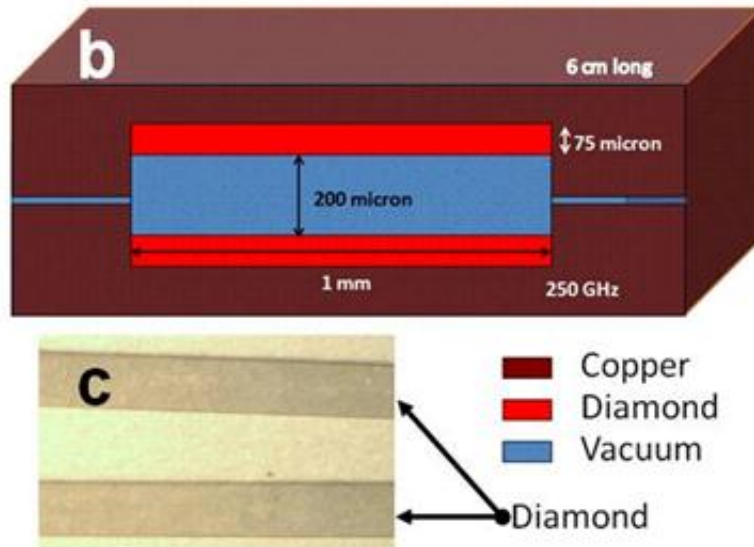 b
6 cm long
75 micron
200 micron
1 mm
250 GHz
c
Copper
Diamond
Vacuum
Diamond